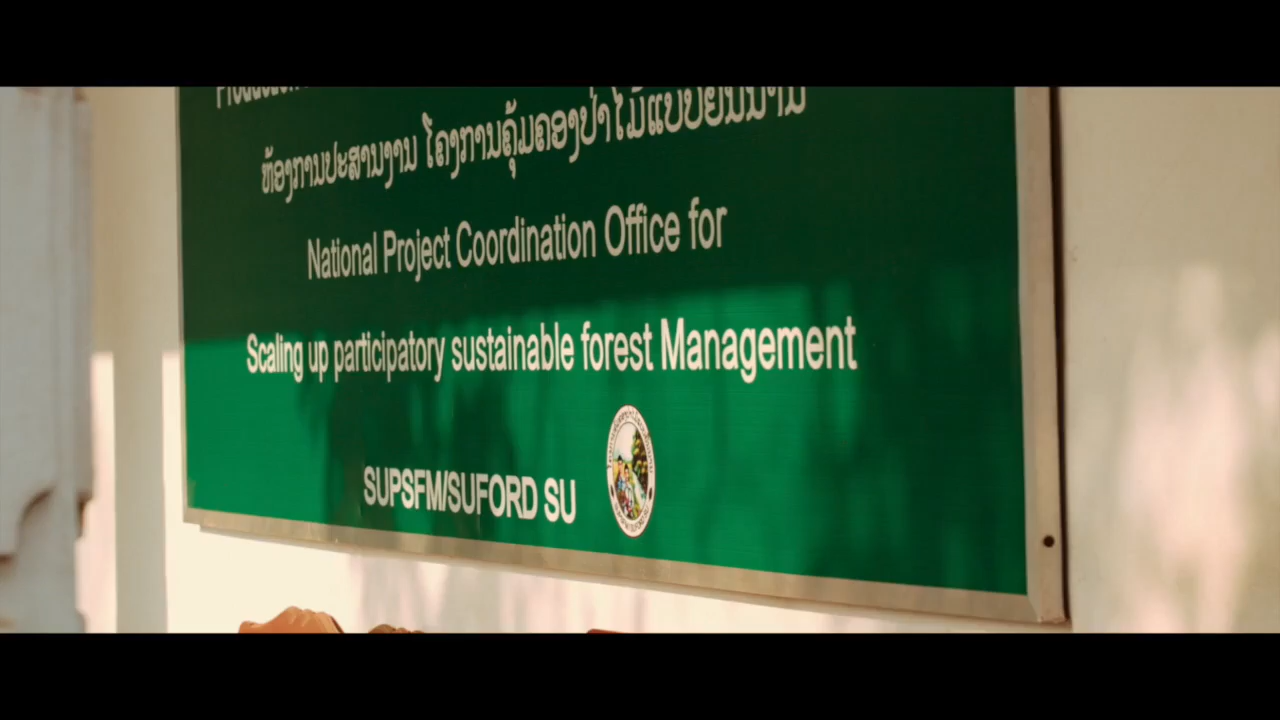 Production
ຫ້ອງການປະສານງານ ໂຄງການຄຸ້ມຄອງປ່າໄມ້ແບບຍືນນານ
National Project Coordination Office for
Scaling up participatory sustainable forest Management
SUPSFM/SUFORD SU